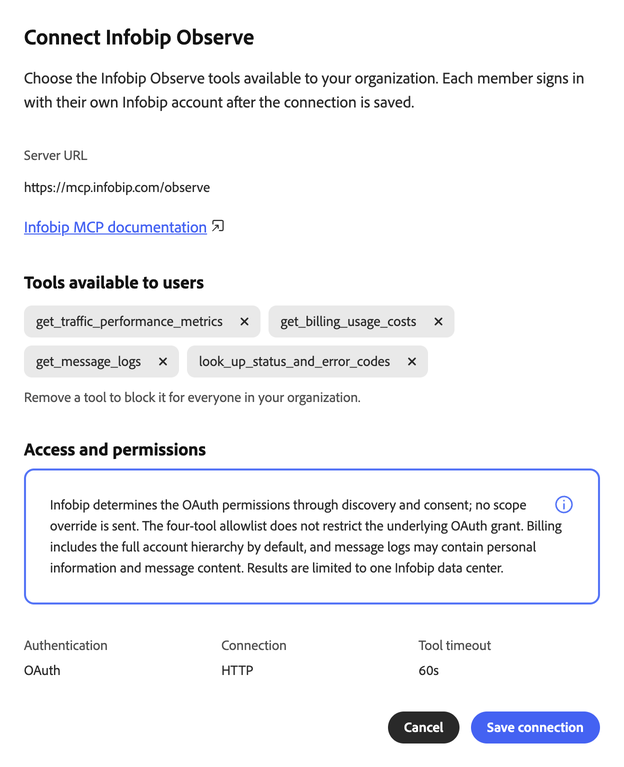 Connect Infobip Observe
Choose the Infobip Observe tools available to your organization. Each member signs in
with their own Infobip account after the connection is saved.
Server URL
https://mcp.infobip.com/observe
Infobip MCP documentation
Tools available to users
get_traffic_performance_metrics × get_billing_usage_costs ×
get_message_logs × look_up_status_and_error_codes ×
Remove a tool to block it for everyone in your organization.
Access and permissions
Infobip determines the OAuth permissions through discovery and consent; no scope
override is sent. The four-tool allowlist does not restrict the underlying OAuth grant. Billing
includes the full account hierarchy by default, and message logs may contain personal
information and message content. Results are limited to one Infobip data center.
Authentication Connection Tool timeout
OAuth HTTP 60s
Cancel Save connection